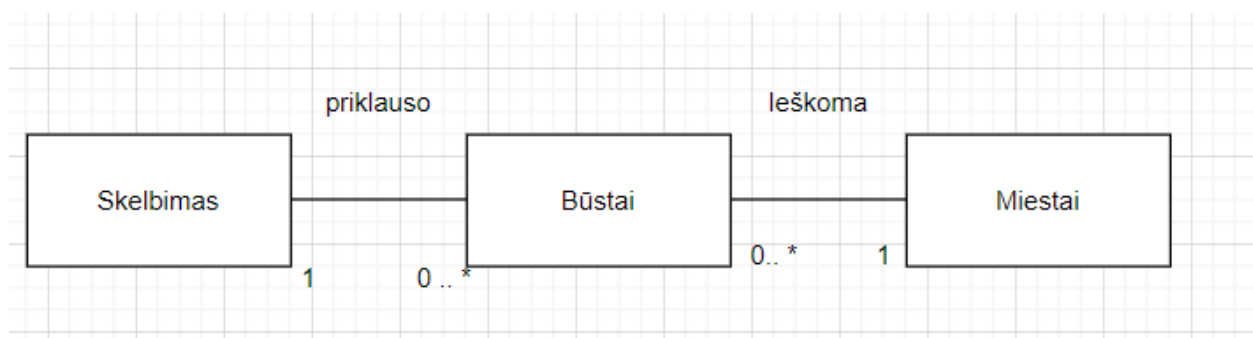 priklauso
Ieškoma
Skelbimas
Būstai
Miestai
1
0 .. *
0.. *
1